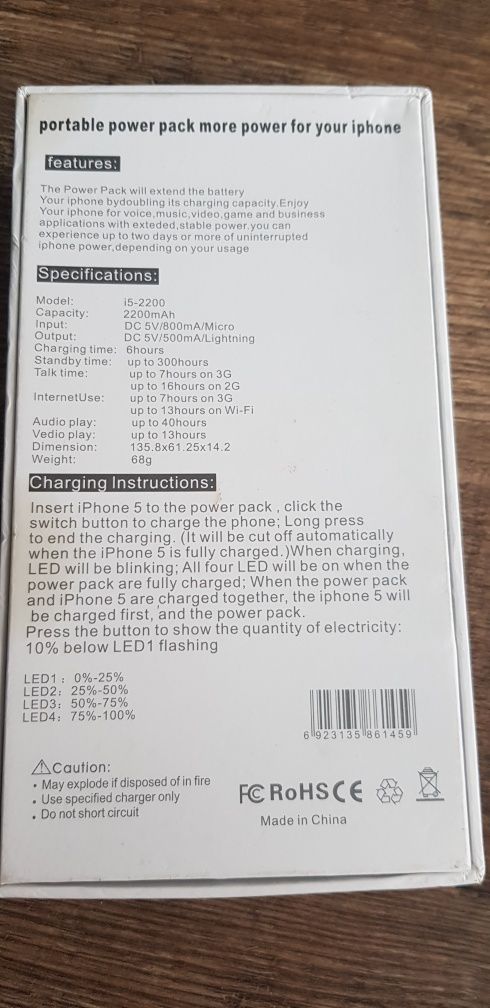 portable power pack more power for your iphone
features:
The Power Pack will extend the battery
Your iphone bydoubling its charging capacity.Enjoy
Your iphone for voice,music,video,game and business
applications with exteded,stable power.you can
experience up to two days or more of uninterrupted
iphone power,depending on your usage
Specifications:
Model: i5-2200
Capacity: 2200mAh
Input: DC 5V/800mA/Micro
Output: DC 5V/500mA/Lightning
Charging time: 6hours
Standby time: up to 300hours
Talk time: up to 7hours on 3G
up to 16hours on 2G
InternetUse: up to 7hours on 3G
up to 13hours on Wi-Fi
Audio play: up to 40hours
Vedio play: up to 13hours
Dimension: 135.8x61.25x14.2
Weight: 68g
Charging Instructions:
Insert iPhone 5 to the power pack , click the
switch button to charge the phone; Long press
to end the charging. (It will be cut off automatically
when the iPhone 5 is fully charged.)When charging,
LED will be blinking; All four LED will be on when the
power pack are fully charged; When the power pack
and iPhone 5 are charged together, the iphone 5 will
be charged first, and the power pack.
Press the button to show the quantity of electricity:
10% below LED1 flashing
LED1: 0%-25%
LED2: 25%-50%
LED3: 50%-75%
LED4: 75%-100%
6 923135 861459
Caution:
• May explode if disposed of in fire
• Use specified charger only
• Do not short circuit
FC RoHS CE
Made in China